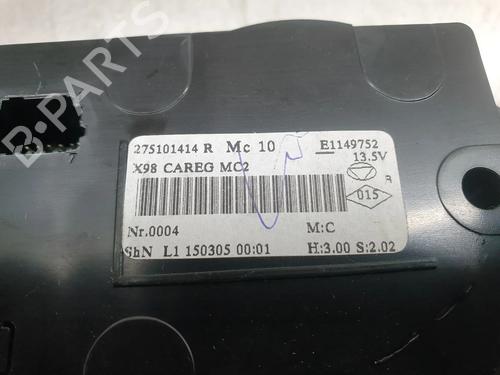 B-PARTS
275101414 R Mc 10 E1149752
13.5V
X98 CAREG MC2
R
015
Nr.0004 M:C
ShN L1 150305 00:01 H:3.00 S:2.02